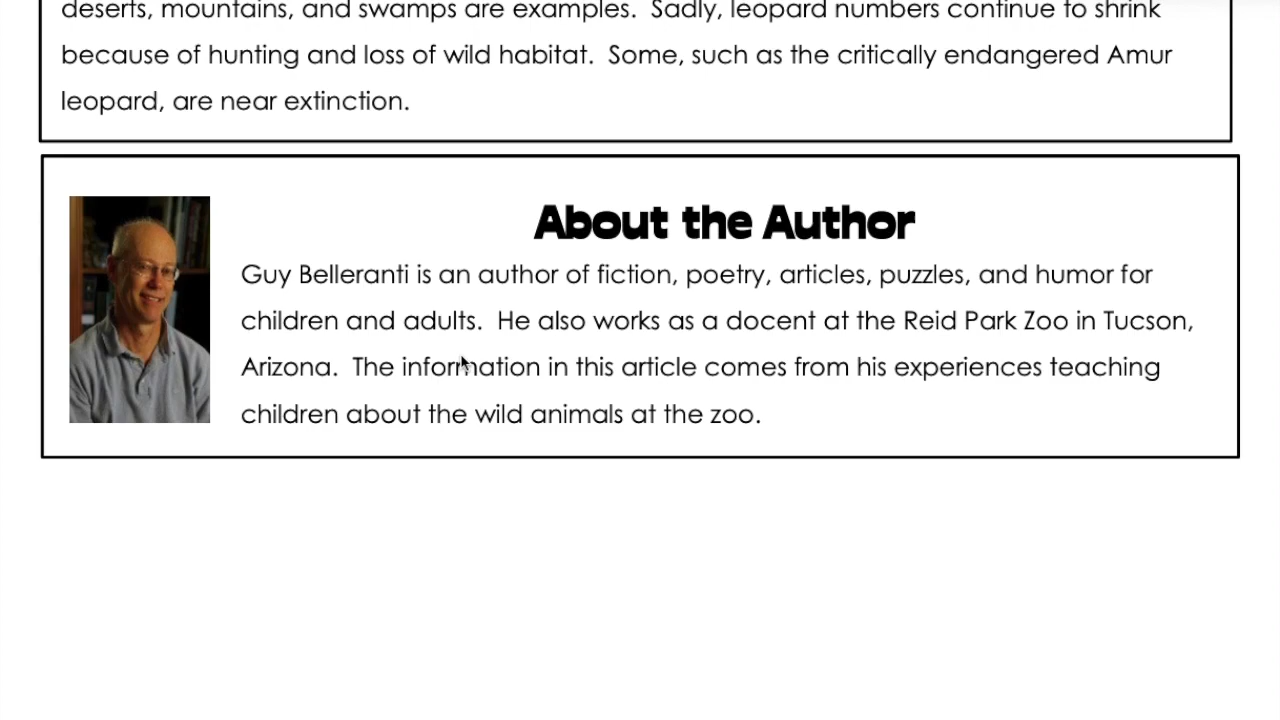 deserts, mountains, and swamps are examples.  Sadly, leopard numbers continue to shrink
because of hunting and loss of wild habitat.  Some, such as the critically endangered Amur
leopard, are near extinction.
About the Author
Guy Belleranti is an author of fiction, poetry, articles, puzzles, and humor for
children and adults.  He also works as a docent at the Reid Park Zoo in Tucson,
Arizona.  The information in this article comes from his experiences teaching
children about the wild animals at the zoo.